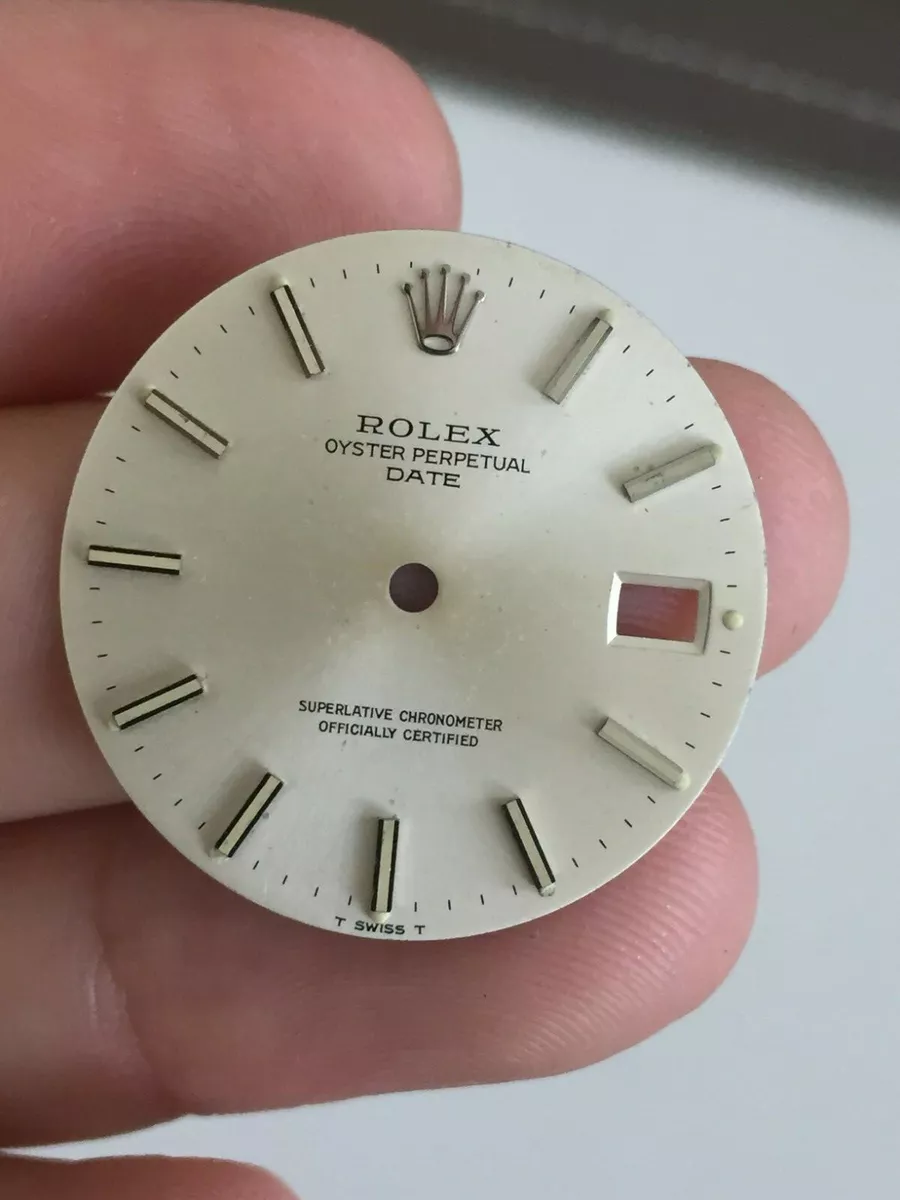 ROLEX
OYSTER PERPETUAL
DATE
SUPERLATIVE CHRONOMETER
OFFICIALLY CERTIFIED
T SWISS T